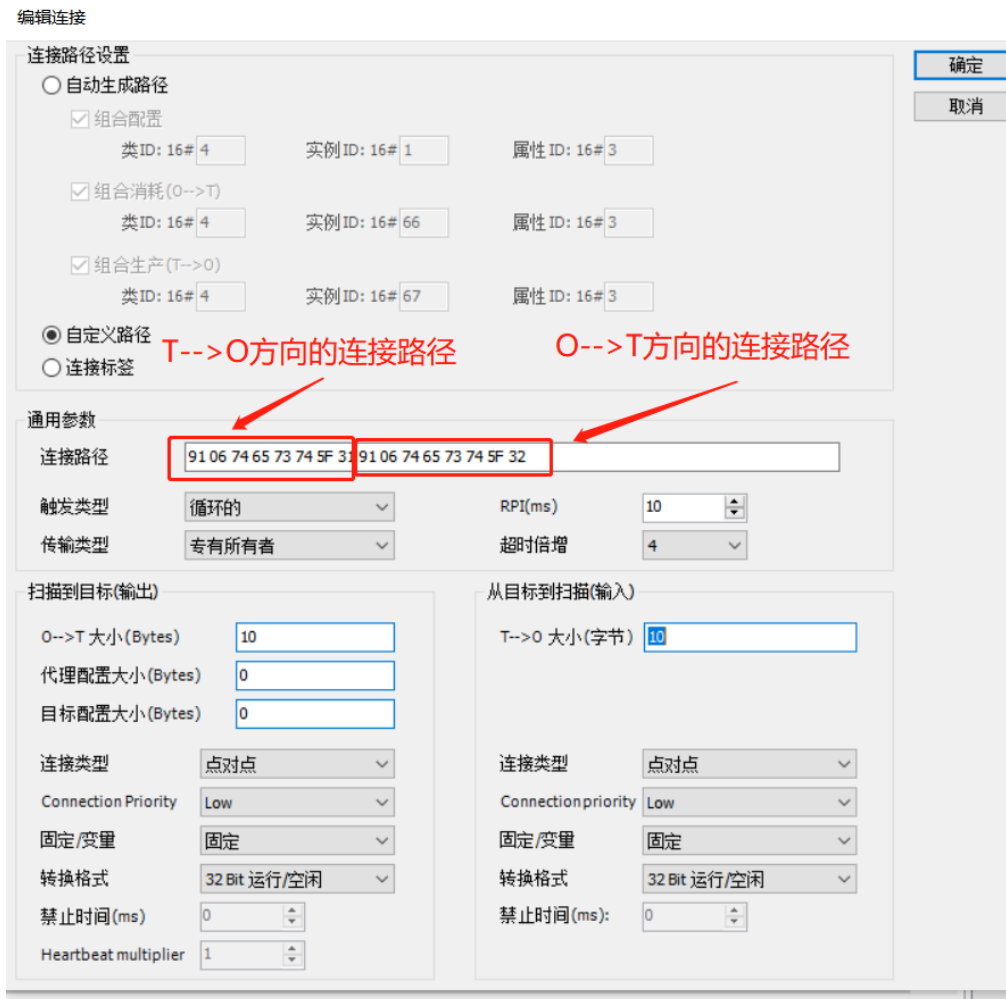 编辑连接
连接路径设置
确定
自动生成路径
取消
组合配置
类ID: 16# 4 实例ID: 16# 1 属性ID: 16# 3
组合消耗(O-->T)
类ID: 16# 4 实例ID: 16# 66 属性ID: 16# 3
组合生产(T-->O)
类ID: 16# 4 实例ID: 16# 67 属性ID: 16# 3
自定义路径
T-->O方向的连接路径 O-->T方向的连接路径
连接标签
通用参数
连接路径 91 06 74 65 73 74 5F 31 91 06 74 65 73 74 5F 32
触发类型 循环的 RPI(ms) 10
传输类型 专有所有者 超时倍增 4
扫描到目标(输出) 从目标到扫描(输入)
O-->T 大小(Bytes) 10 T-->O 大小(字节) 10
代理配置大小(Bytes) 0
目标配置大小(Bytes) 0
连接类型 点对点 连接类型 点对点
Connection Priority Low Connection priority Low
固定/变量 固定 固定/变量 固定
转换格式 32 Bit 运行/空闲 转换格式 32 Bit 运行/空闲
禁止时间(ms) 0 禁止时间(ms): 0
Heartbeat multiplier 1